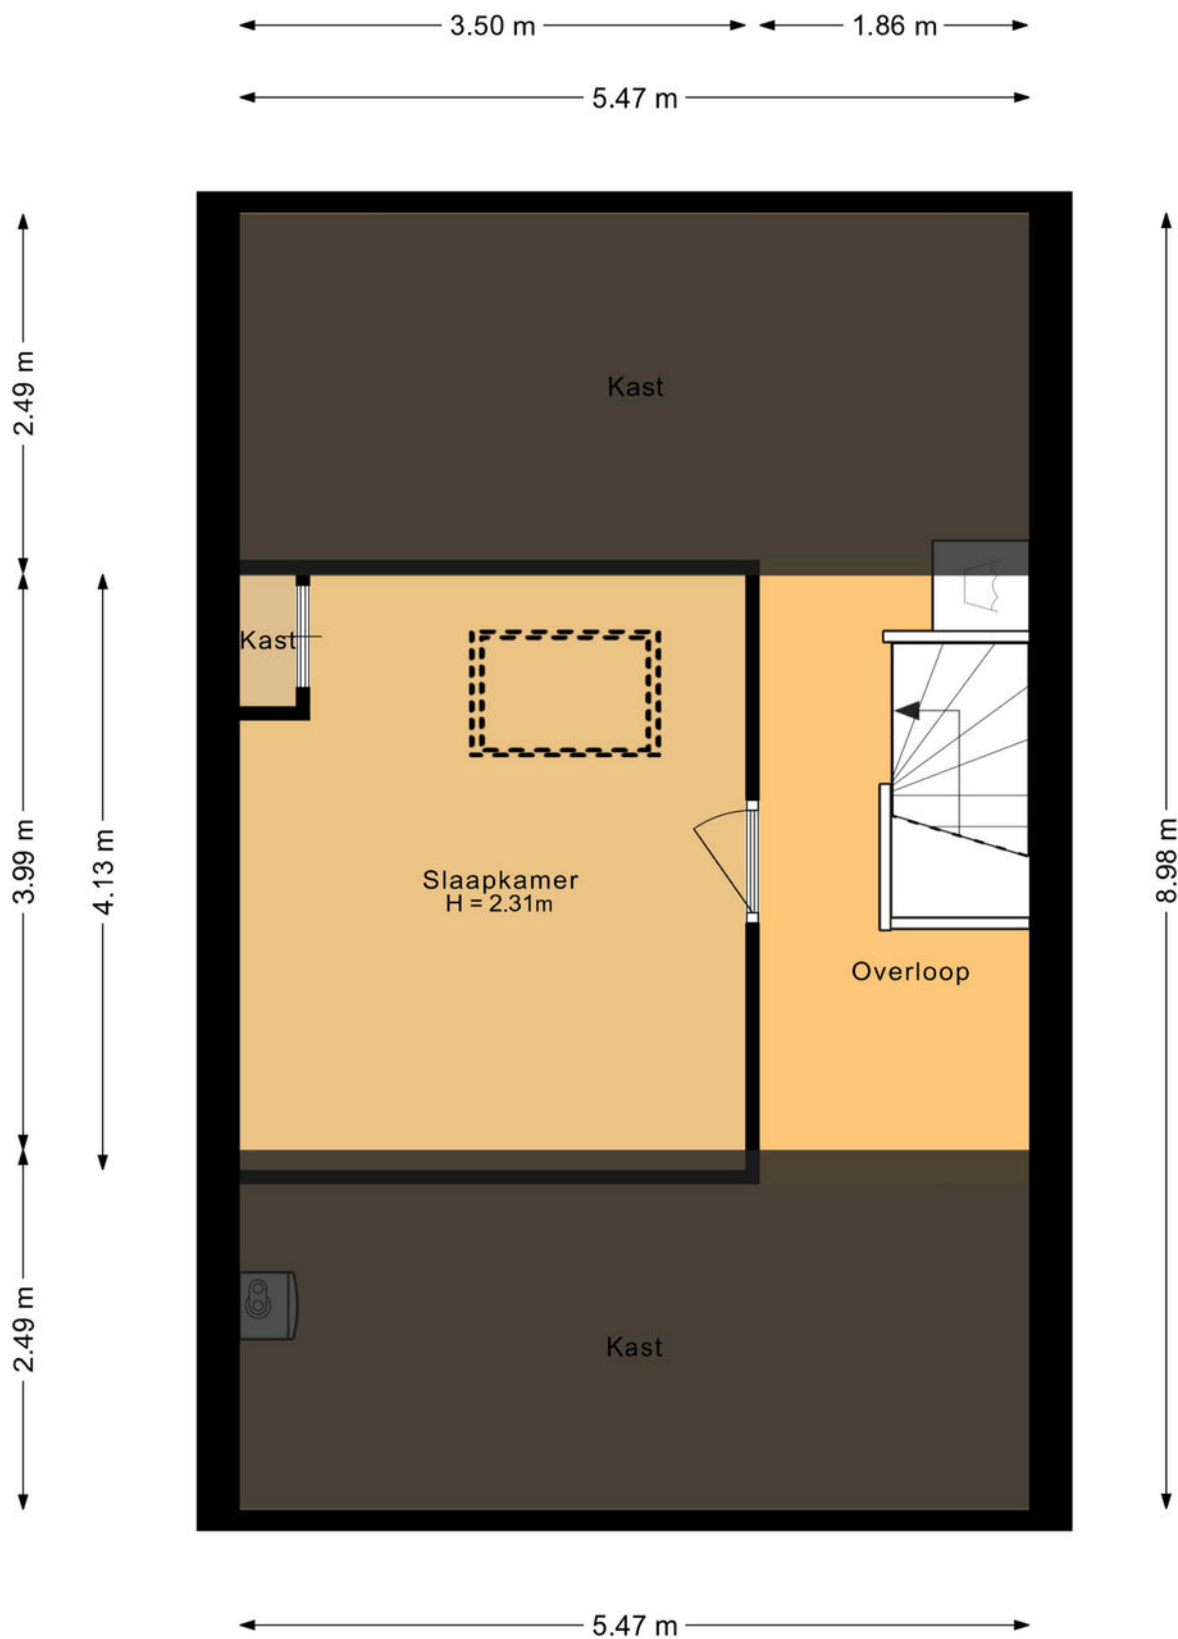 3.50 m
1.86 m
5.47 m
2.49 m
Kast
Kast
3.99 m
4.13 m
8.98 m
Slaapkamer
H = 2.31m
Overloop
2.49 m
Kast
5.47 m